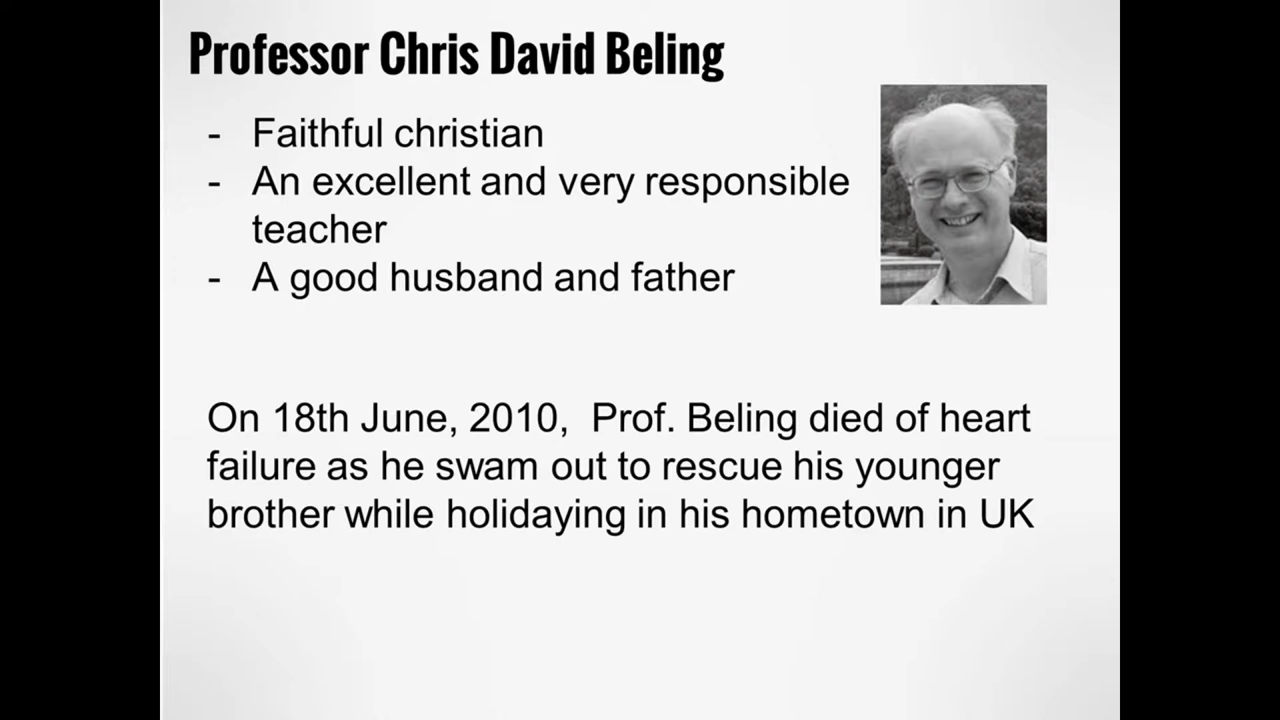 Professor Chris David Beling
- Faithful christian
- An excellent and very responsible
teacher
- A good husband and father
On 18th June, 2010,  Prof. Beling died of heart
failure as he swam out to rescue his younger
brother while holidaying in his hometown in UK